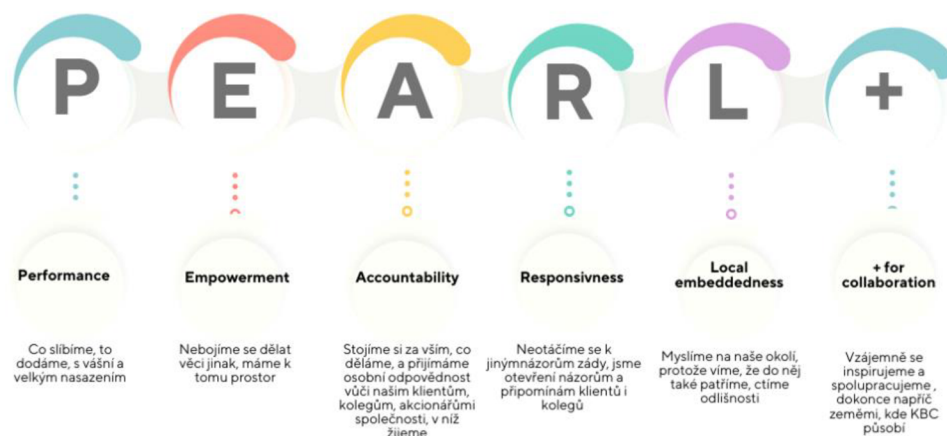 P E A R L +
Performance
Empowerment
Accountability
Responsivness
Local
embeddedness
+ for
collaboration
Co slíbíme, to
dodáme, s vášní a
velkým nasazením
Nebojíme se dělat
věci jinak, máme k
tomu prostor
Stojíme si za vším, co
děláme, a přijímáme
osobní odpovědnost
vůči našim klientům,
kolegům, akcionářůmi
společnosti, v níž
žijeme
Neotáčíme se k
jinýmnázorům zády, jsme
otevření názorům a
připomínám klientů i
kolegů
Myslíme na naše okolí,
protože víme, že do něj
také patříme, ctíme
odlišnosti
Vzájemně se
inspirujeme a
spolupracujeme ,
dokonce napříč
zeměmi, kde KBC
působí